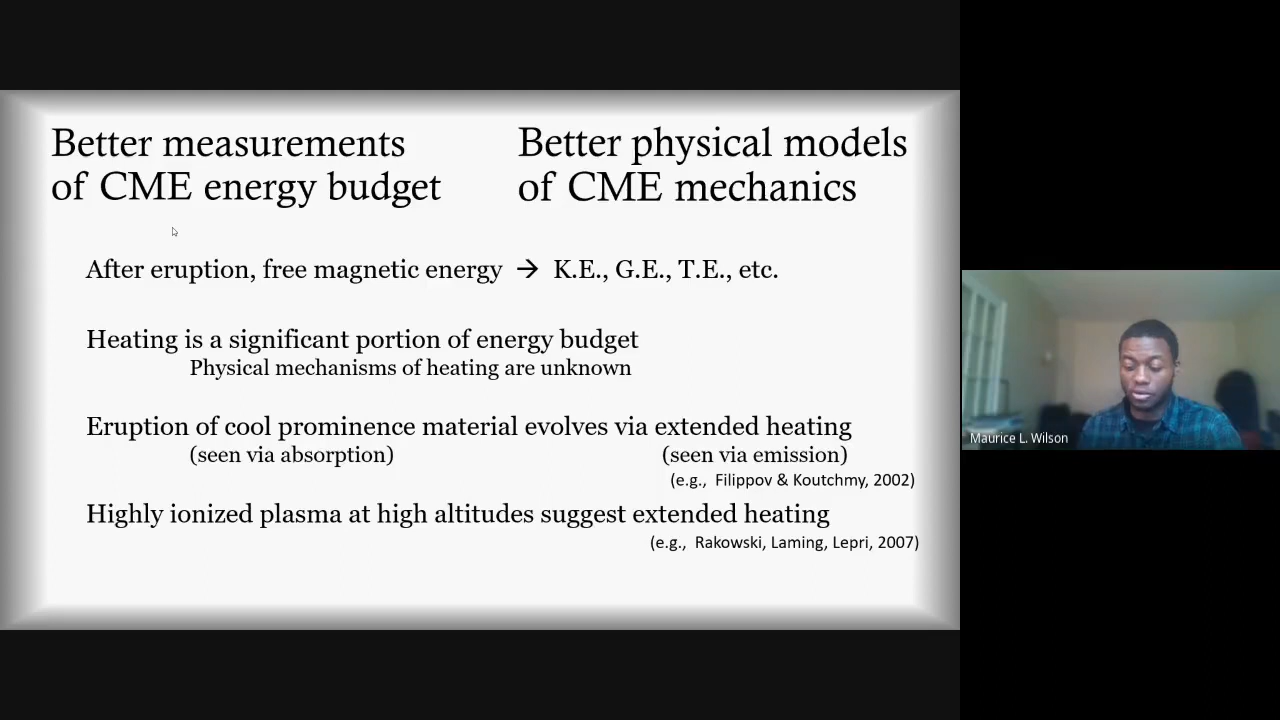 Better measurements
of CME energy budget
Better physical models
of CME mechanics
After eruption, free magnetic energy → K.E., G.E., T.E., etc.
Heating is a significant portion of energy budget
Physical mechanisms of heating are unknown
Eruption of cool prominence material evolves via extended heating
(seen via absorption) (seen via emission)
(e.g., Filippov & Koutchmy, 2002)
Highly ionized plasma at high altitudes suggest extended heating
(e.g., Rakowski, Laming, Lepri, 2007)
Maurice L. Wilson